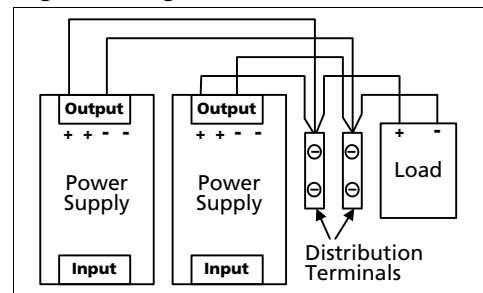 Output
+ + - -
Power
Supply
Input
Output
+ + - -
Power
Supply
Input
+ -
Load
Distribution
Terminals